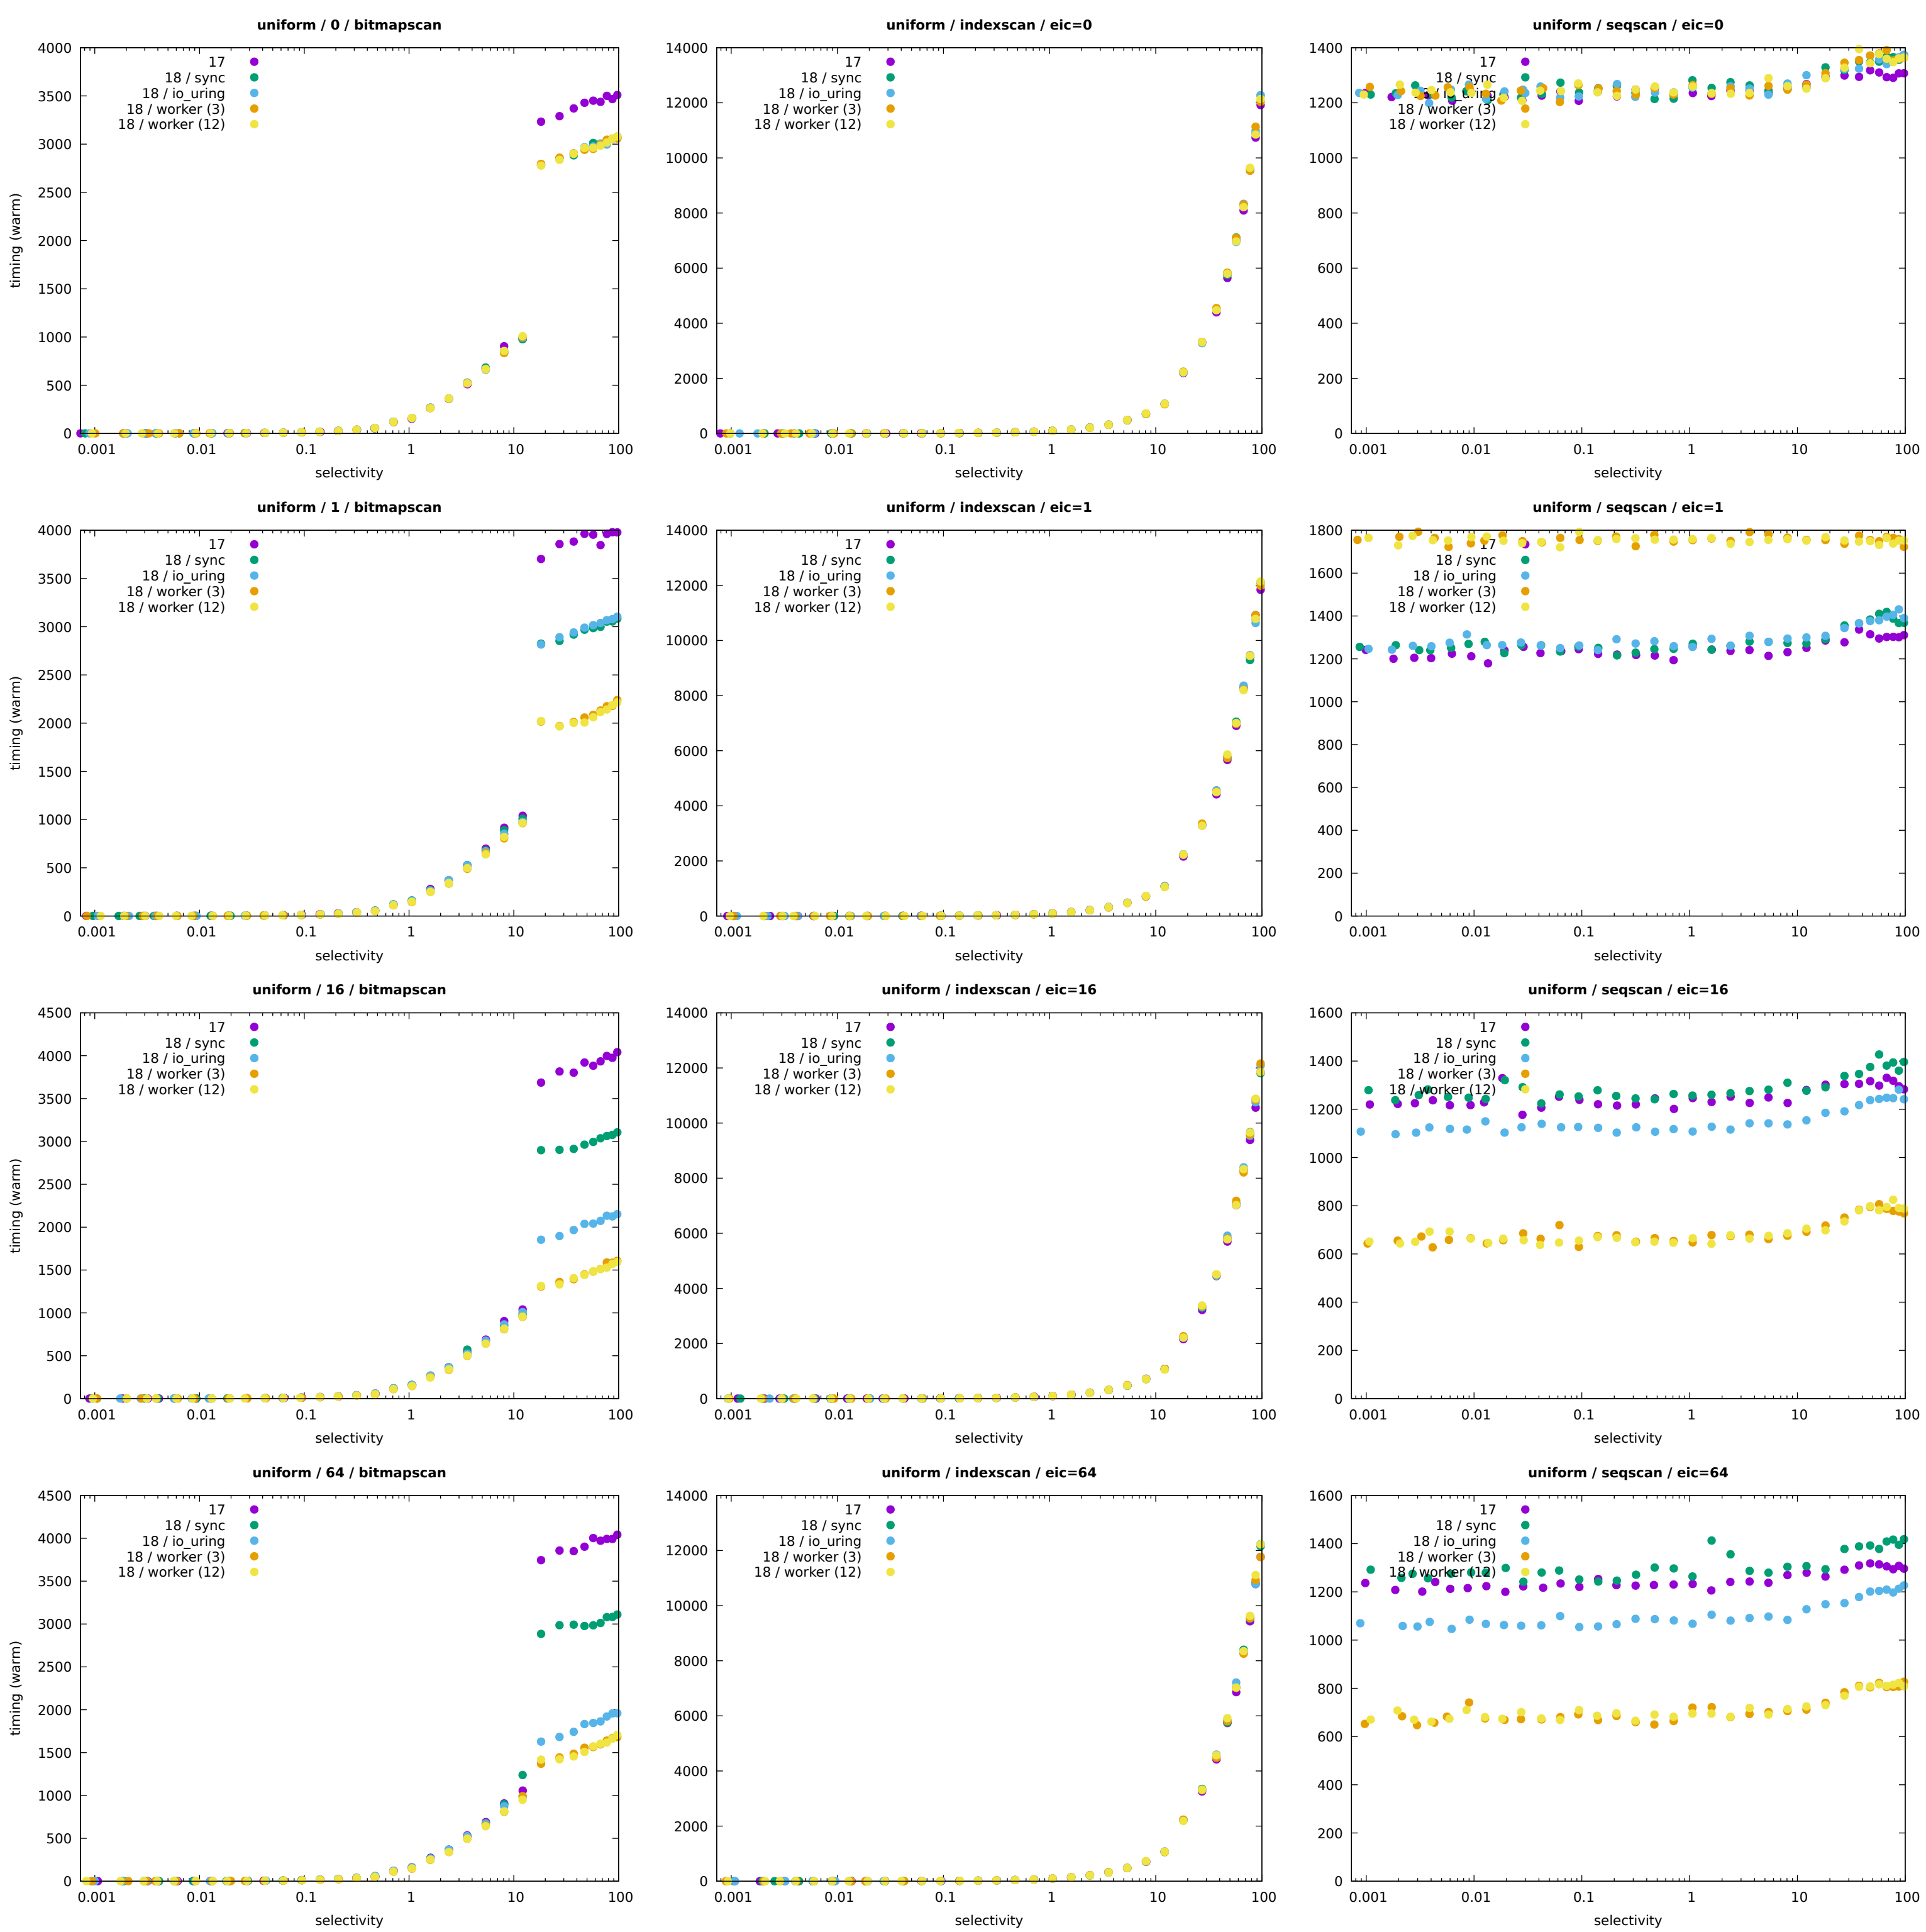 uniform / 0 / bitmapscan
timing (warm)
4000
3500
3000
2500
2000
1500
1000
500
0
17
18 / sync
18 / io_uring
18 / worker (3)
18 / worker (12)
0.001 0.01 0.1 1 10 100
selectivity
uniform / indexscan / eic=0
14000
12000
10000
8000
6000
4000
2000
0
17
18 / sync
18 / io_uring
18 / worker (3)
18 / worker (12)
0.001 0.01 0.1 1 10 100
selectivity
uniform / seqscan / eic=0
1400
1200
1000
800
600
400
200
0
17
18 / sync
18 / io_uring
18 / worker (3)
18 / worker (12)
0.001 0.01 0.1 1 10 100
selectivity
uniform / 1 / bitmapscan
timing (warm)
4000
3500
3000
2500
2000
1500
1000
500
0
17
18 / sync
18 / io_uring
18 / worker (3)
18 / worker (12)
0.001 0.01 0.1 1 10 100
selectivity
uniform / indexscan / eic=1
14000
12000
10000
8000
6000
4000
2000
0
17
18 / sync
18 / io_uring
18 / worker (3)
18 / worker (12)
0.001 0.01 0.1 1 10 100
selectivity
uniform / seqscan / eic=1
1800
1600
1400
1200
1000
800
600
400
200
0
17
18 / sync
18 / io_uring
18 / worker (3)
18 / worker (12)
0.001 0.01 0.1 1 10 100
selectivity
uniform / 16 / bitmapscan
timing (warm)
4500
4000
3500
3000
2500
2000
1500
1000
500
0
17
18 / sync
18 / io_uring
18 / worker (3)
18 / worker (12)
0.001 0.01 0.1 1 10 100
selectivity
uniform / indexscan / eic=16
14000
12000
10000
8000
6000
4000
2000
0
17
18 / sync
18 / io_uring
18 / worker (3)
18 / worker (12)
0.001 0.01 0.1 1 10 100
selectivity
uniform / seqscan / eic=16
1600
1400
1200
1000
800
600
400
200
0
17
18 / sync
18 / io_uring
18 / worker (3)
18 / worker (12)
0.001 0.01 0.1 1 10 100
selectivity
uniform / 64 / bitmapscan
timing (warm)
4500
4000
3500
3000
2500
2000
1500
1000
500
0
17
18 / sync
18 / io_uring
18 / worker (3)
18 / worker (12)
0.001 0.01 0.1 1 10 100
selectivity
uniform / indexscan / eic=64
14000
12000
10000
8000
6000
4000
2000
0
17
18 / sync
18 / io_uring
18 / worker (3)
18 / worker (12)
0.001 0.01 0.1 1 10 100
selectivity
uniform / seqscan / eic=64
1600
1400
1200
1000
800
600
400
200
0
17
18 / sync
18 / io_uring
18 / worker (3)
18 / worker (12)
0.001 0.01 0.1 1 10 100
selectivity